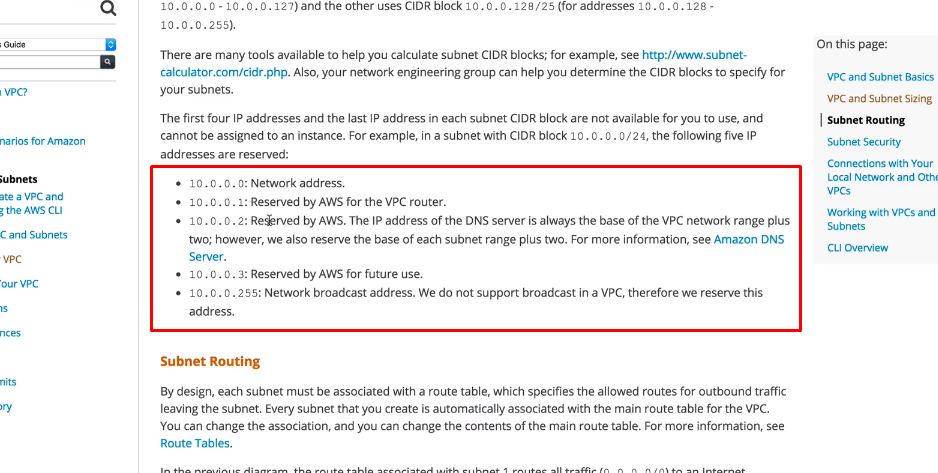 10.0.0.0 - 10.0.0.127) and the other uses CIDR block 10.0.0.128/25 (for addresses 10.0.0.128 -
10.0.0.255).
There are many tools available to help you calculate subnet CIDR blocks; for example, see http://www.subnet-
calculator.com/cidr.php. Also, your network engineering group can help you determine the CIDR blocks to specify for
your subnets.
The first four IP addresses and the last IP address in each subnet CIDR block are not available for you to use, and
cannot be assigned to an instance. For example, in a subnet with CIDR block 10.0.0.0/24, the following five IP
addresses are reserved:
• 10.0.0.0: Network address.
• 10.0.0.1: Reserved by AWS for the VPC router.
• 10.0.0.2: Reserved by AWS. The IP address of the DNS server is always the base of the VPC network range plus
two; however, we also reserve the base of each subnet range plus two. For more information, see Amazon DNS
Server.
• 10.0.0.3: Reserved by AWS for future use.
• 10.0.0.255: Network broadcast address. We do not support broadcast in a VPC, therefore we reserve this
address.
Subnet Routing
By design, each subnet must be associated with a route table, which specifies the allowed routes for outbound traffic
leaving the subnet. Every subnet that you create is automatically associated with the main route table for the VPC.
You can change the association, and you can change the contents of the main route table. For more information, see
Route Tables.
In the previous diagram, the route table associated with subnet 1 routes all traffic (0.0.0.0/0) to an Internet
s Guide
VPC?
narios for Amazon
Subnets
ate a VPC and
g the AWS CLI
PC and Subnets
VPC
our VPC
ns
ences
mits
ory
On this page:
VPC and Subnet Basics
VPC and Subnet Sizing
Subnet Routing
Subnet Security
Connections with Your
Local Network and Othe
VPCs
Working with VPCs and
Subnets
CLI Overview